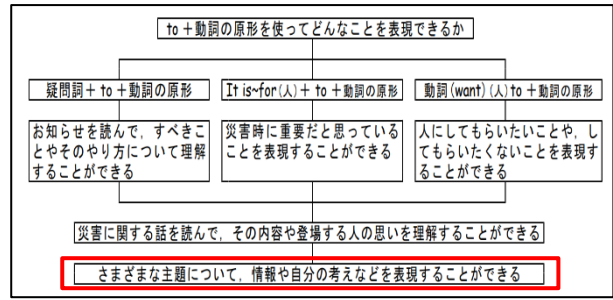 to＋動詞の原形を使ってどんなことを表現できるか
疑問詞＋to＋動詞の原形
It is~for(人)＋to＋動詞の原形
動詞(want)(人)to＋動詞の原形
お知らせを読んで，すべきこ
とやそのやり方について理解
することができる
災害時に重要だと思っている
ことを表現することができる
人にしてもらいたいことや，し
てもらいたくないことを表現す
ることができる
災害に関する話を読んで，その内容や登場する人の思いを理解することができる
さまざまな主題について，情報や自分の考えなどを表現することができる